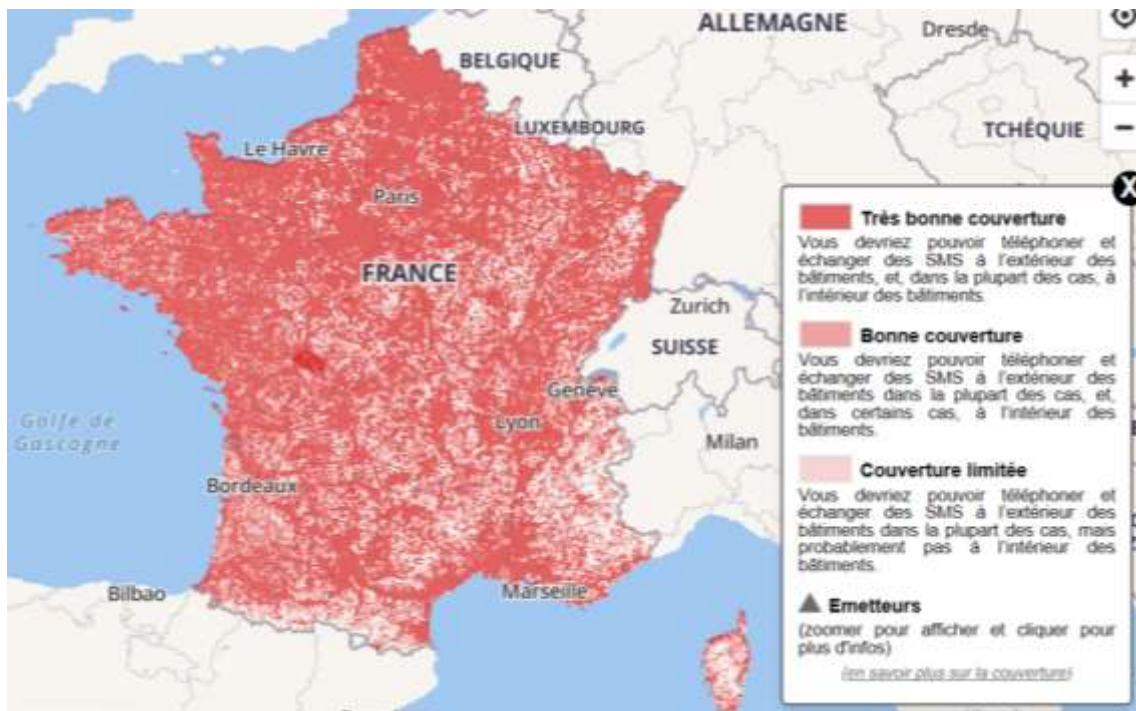 ALLEMAGNE
Dresde
BELGIQUE
LUXEMBOURG
TCHÉQUIE
Le Havre
Paris
FRANCE
Zurich
SUISSE
Genève
Lyon
Milan
Golfe de
Gascogne
Bordeaux
Bilbao
Marseille
+
−
X
Très bonne couverture
Vous devriez pouvoir téléphoner et
échanger des SMS à l'extérieur des
bâtiments, et, dans la plupart des cas, à
l'intérieur des bâtiments.
Bonne couverture
Vous devriez pouvoir téléphoner et
échanger des SMS à l'extérieur des
bâtiments dans la plupart des cas, et,
dans certains cas, à l'intérieur des
bâtiments.
Couverture limitée
Vous devriez pouvoir téléphoner et
échanger des SMS à l'extérieur des
bâtiments dans la plupart des cas, mais
probablement pas à l'intérieur des
bâtiments.
Emetteurs
(zoomer pour afficher et cliquer pour
plus d'infos)
(en savoir plus sur la couverture)